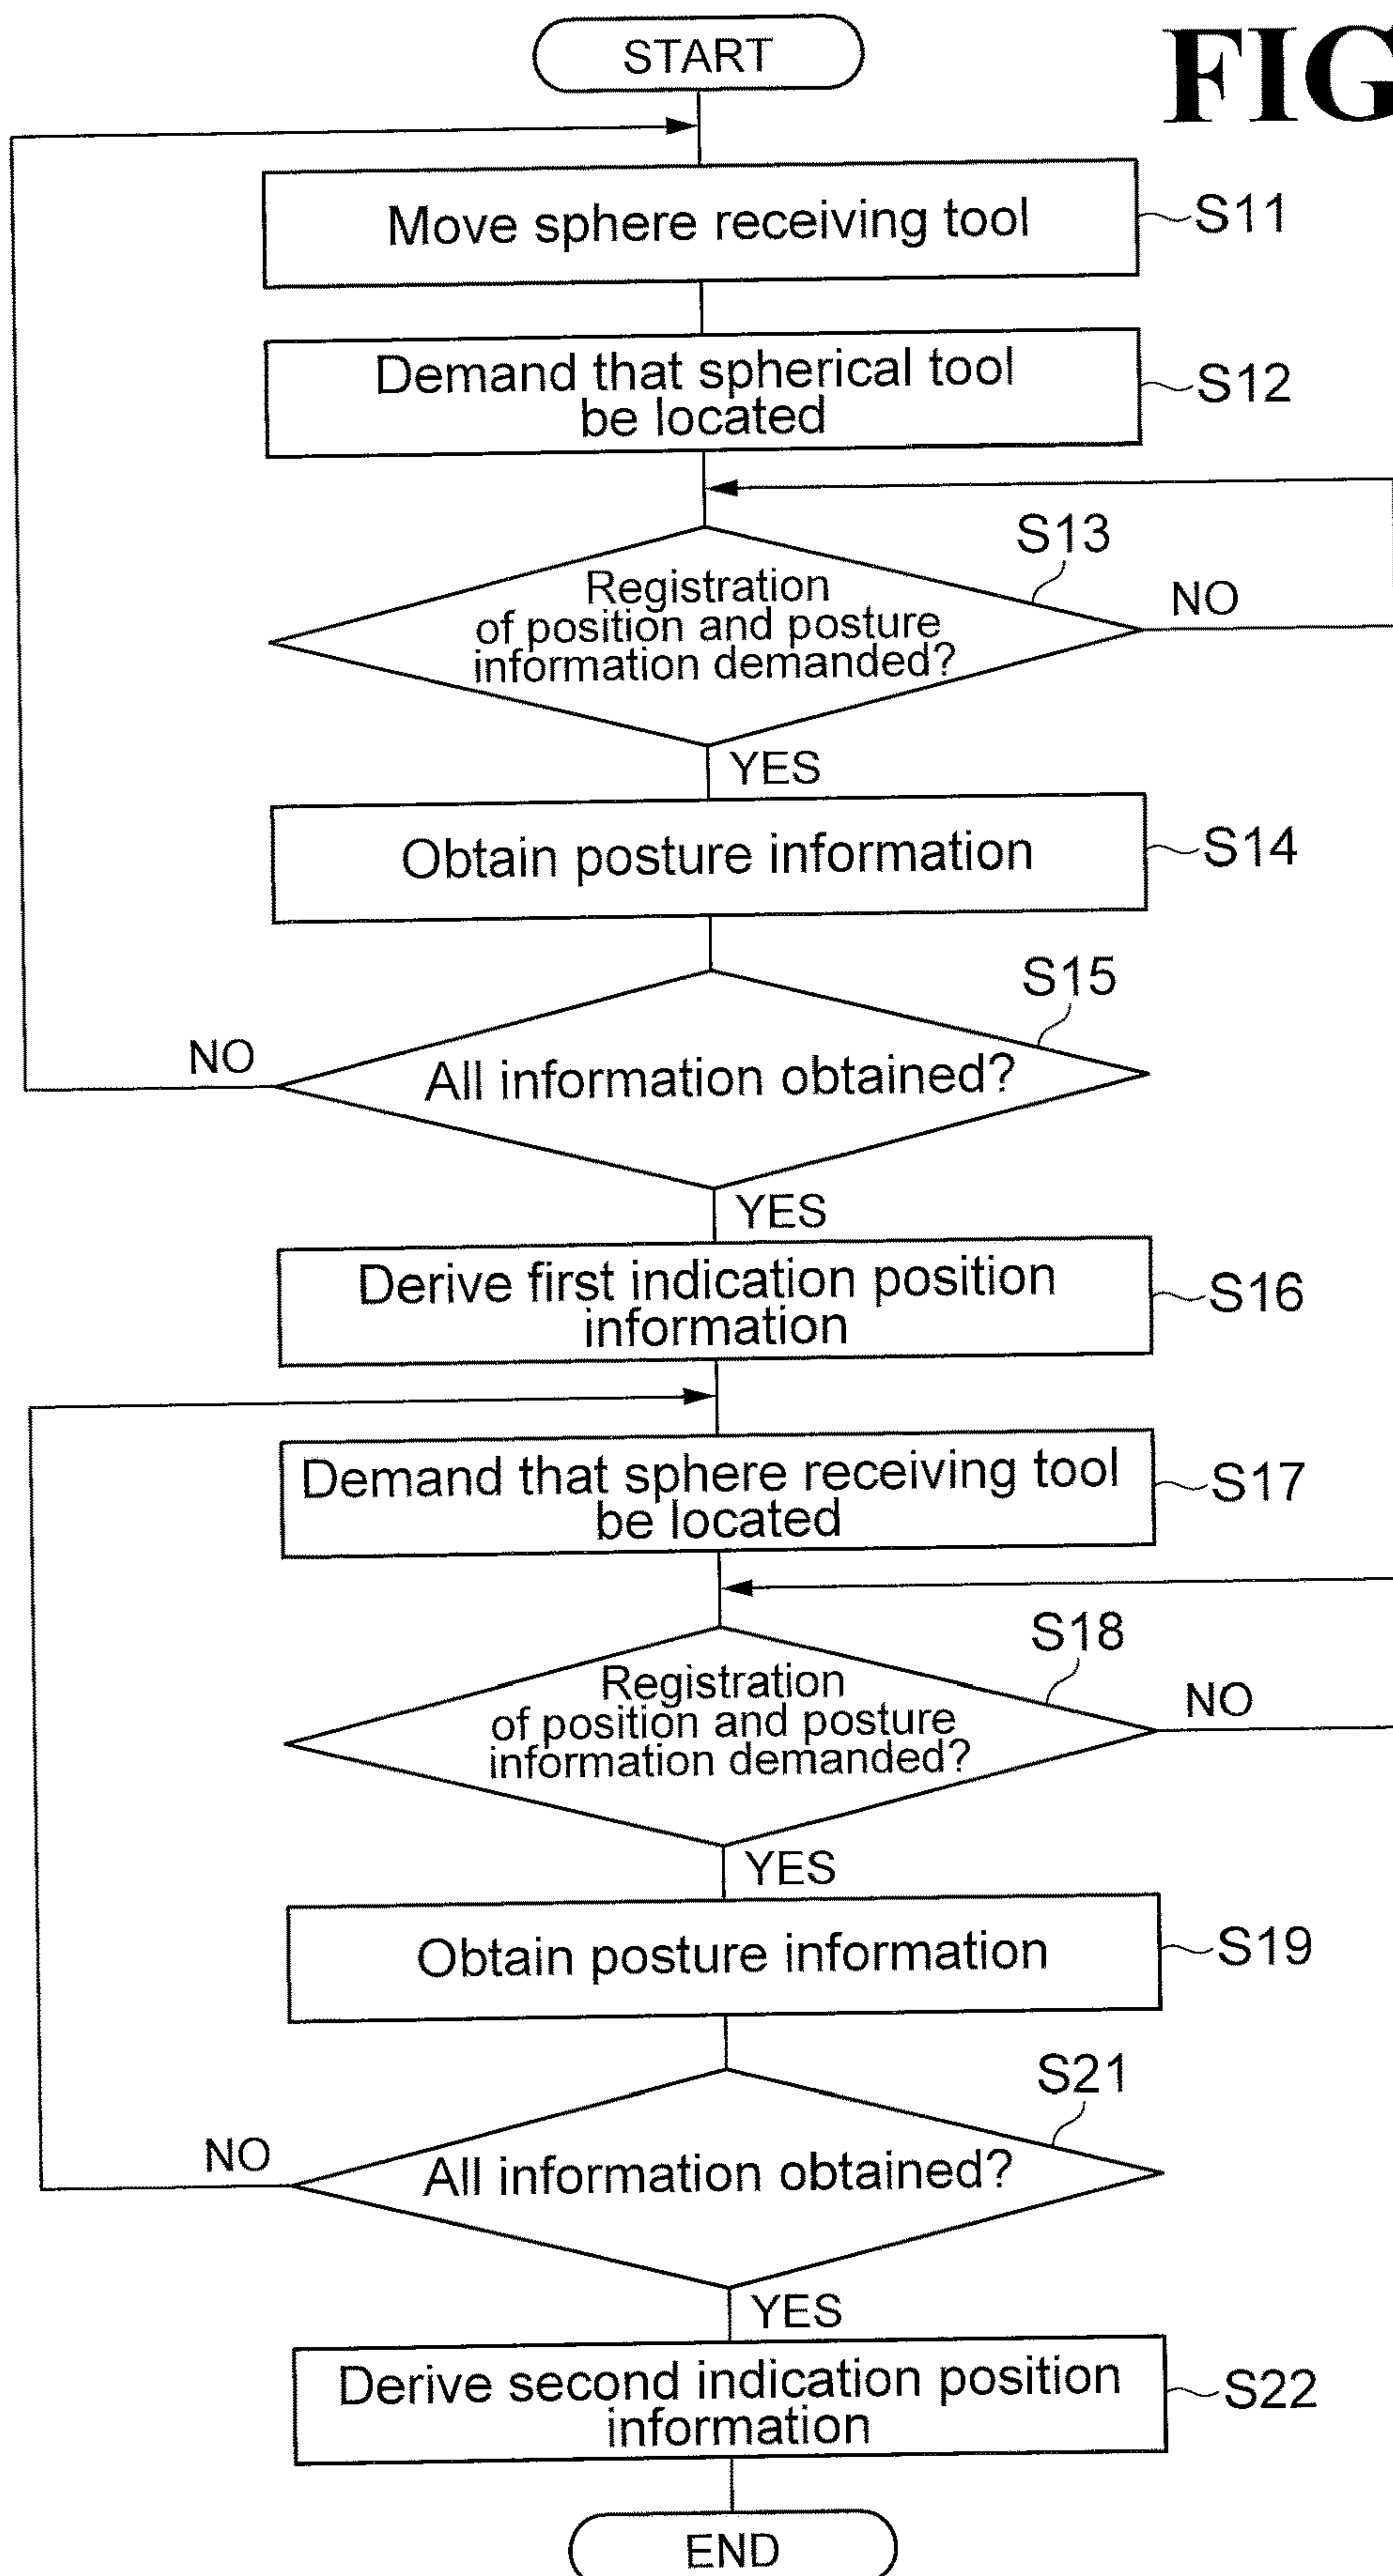 FIG
START
Move sphere receiving tool
S11
Demand that spherical tool
be located
S12
S13
Registration
of position and posture
information demanded?
NO
YES
Obtain posture information
S14
S15
All information obtained?
NO
YES
Derive first indication position
information
S16
Demand that sphere receiving tool
be located
S17
S18
Registration
of position and posture
information demanded?
NO
YES
Obtain posture information
S19
S21
All information obtained?
NO
YES
Derive second indication position
information
S22
END